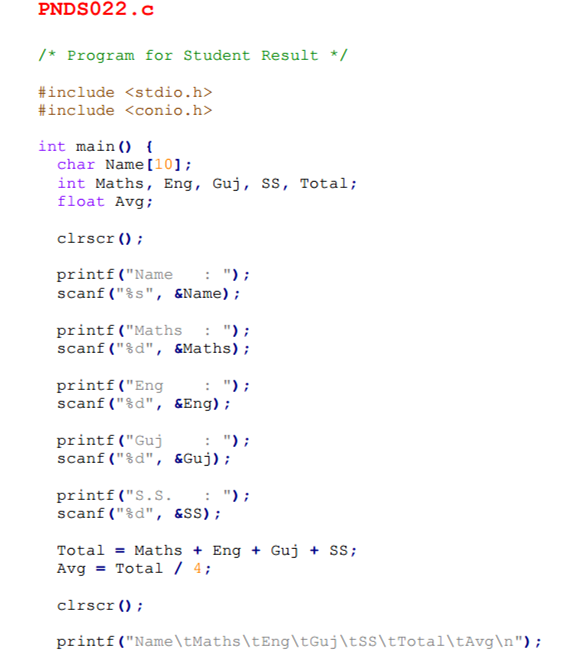 PNDS022.c
/* Program for Student Result */
#include <stdio.h>
#include <conio.h>
int main() {
char Name[10];
int Maths, Eng, Guj, SS, Total;
float Avg;
clrscr();
printf("Name   : ");
scanf("%s", &Name);
printf("Maths  : ");
scanf("%d", &Maths);
printf("Eng    : ");
scanf("%d", &Eng);
printf("Guj    : ");
scanf("%d", &Guj);
printf("S.S.   : ");
scanf("%d", &SS);
Total = Maths + Eng + Guj + SS;
Avg = Total / 4;
clrscr();
printf("Name\tMaths\tEng\tGuj\tSS\tTotal\tAvg\n");